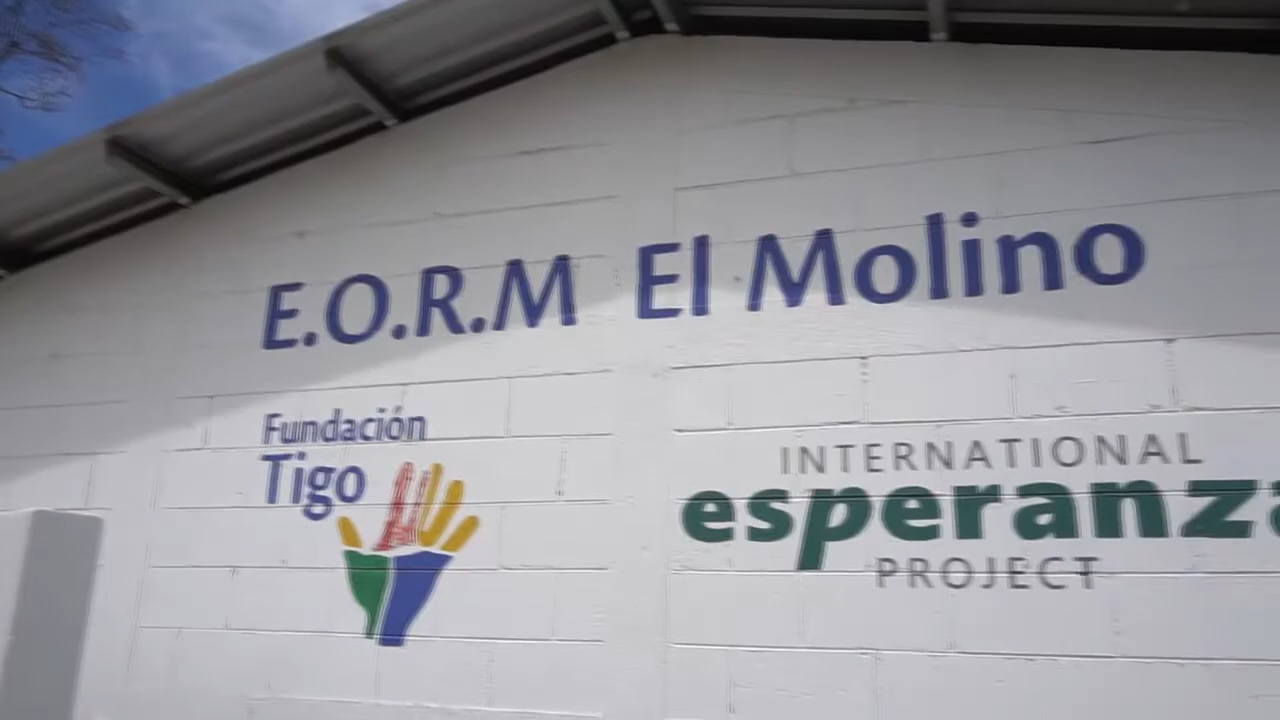 E.O.R.M El Molino
Fundación
Tigo
INTERNATIONAL
esperanza
PROJECT